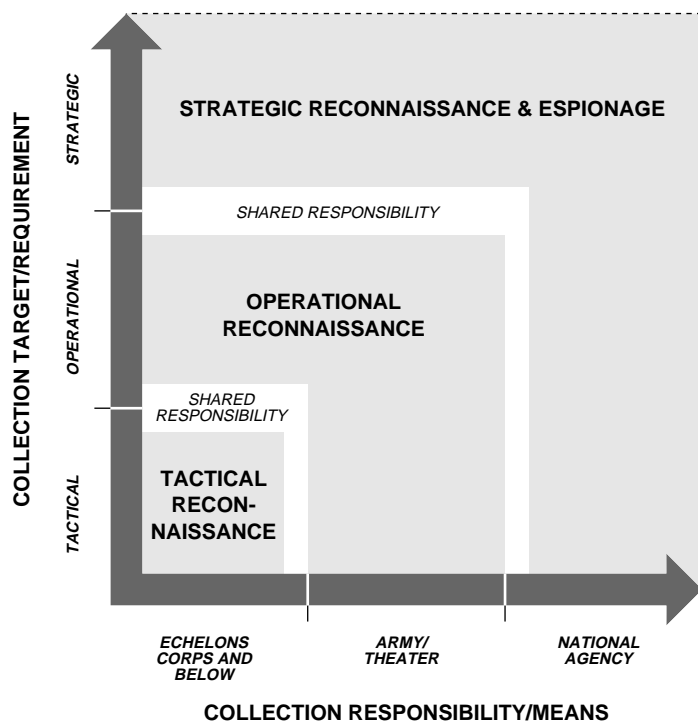 COLLECTION TARGET/REQUIREMENT
STRATEGIC
OPERATIONAL
TACTICAL
STRATEGIC RECONNAISSANCE & ESPIONAGE
SHARED RESPONSIBILITY
OPERATIONAL
RECONNAISSANCE
SHARED
RESPONSIBILITY
TACTICAL
RECON-
NAISSANCE
ECHELONS
CORPS AND
BELOW
ARMY/
THEATER
NATIONAL
AGENCY
COLLECTION RESPONSIBILITY/MEANS